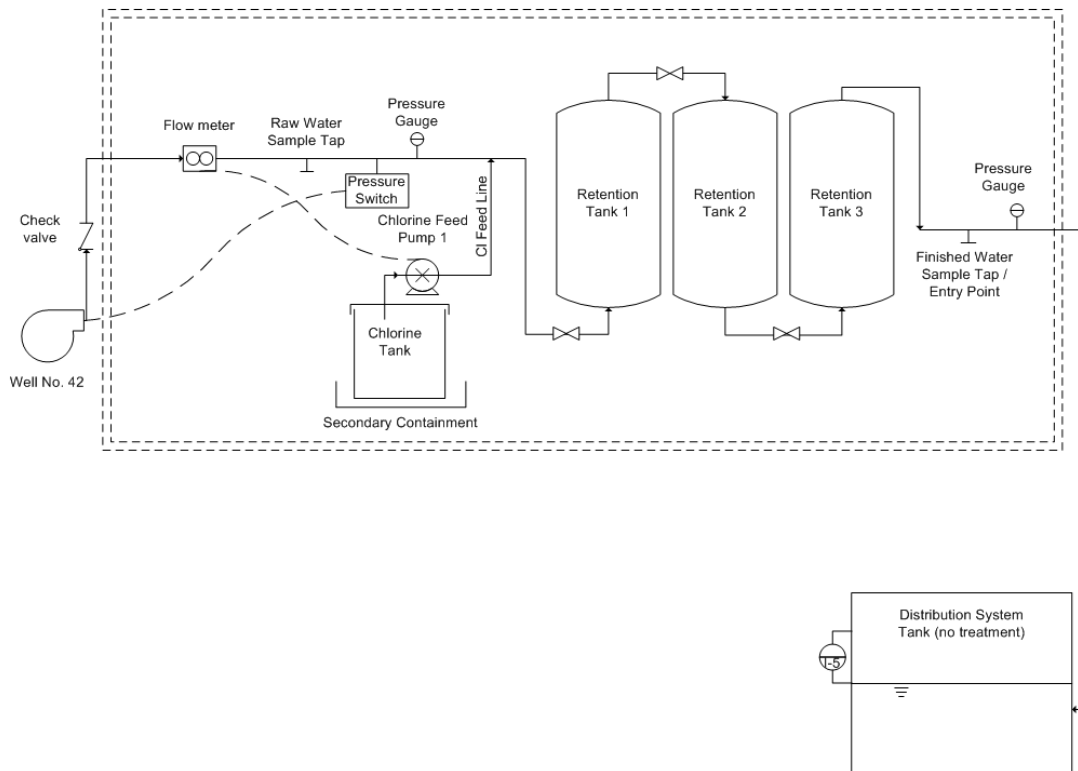 Flow meter
Raw Water
Sample Tap
Pressure
Gauge
Pressure
Switch
Chlorine Feed
Pump 1
Cl Feed Line
Check
valve
Well No. 42
Chlorine
Tank
Secondary Containment
Retention
Tank 1
Retention
Tank 2
Retention
Tank 3
Pressure
Gauge
Finished Water
Sample Tap /
Entry Point
Distribution System
Tank (no treatment)
T-5